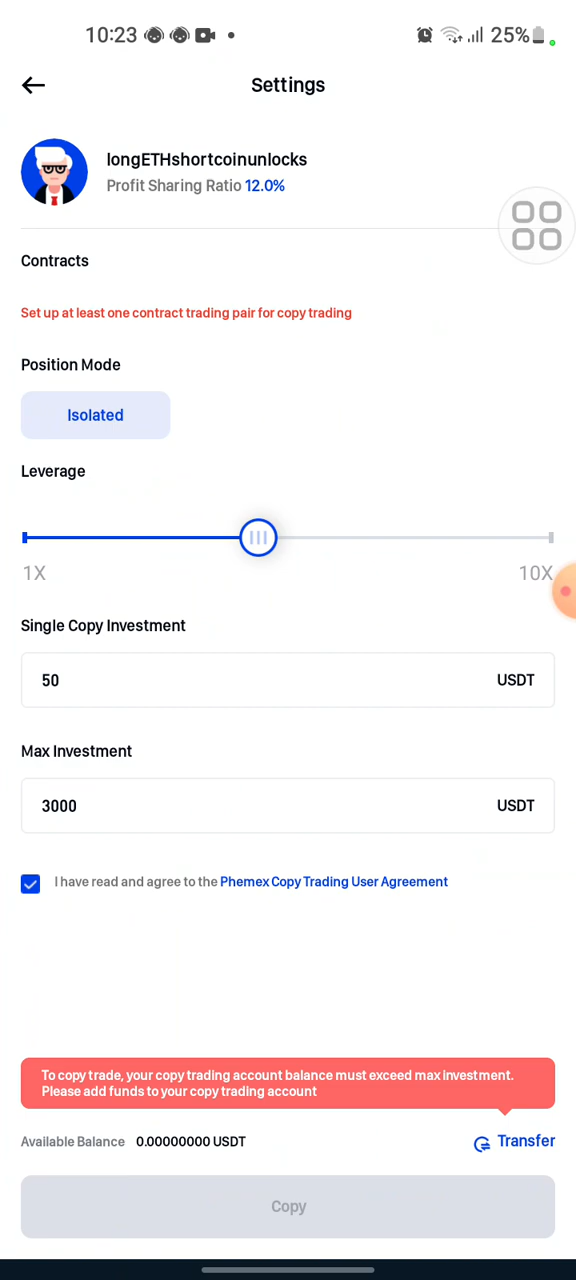 10:23
25%
Settings
longETHshortcoinunlocks
Profit Sharing Ratio 12.0%
Contracts
Set up at least one contract trading pair for copy trading
Position Mode
Isolated
Leverage
1X
10X
Single Copy Investment
50 USDT
Max Investment
3000 USDT
I have read and agree to the Phemex Copy Trading User Agreement
To copy trade, your copy trading account balance must exceed max investment.
Please add funds to your copy trading account
Available Balance 0.00000000 USDT
Transfer
Copy